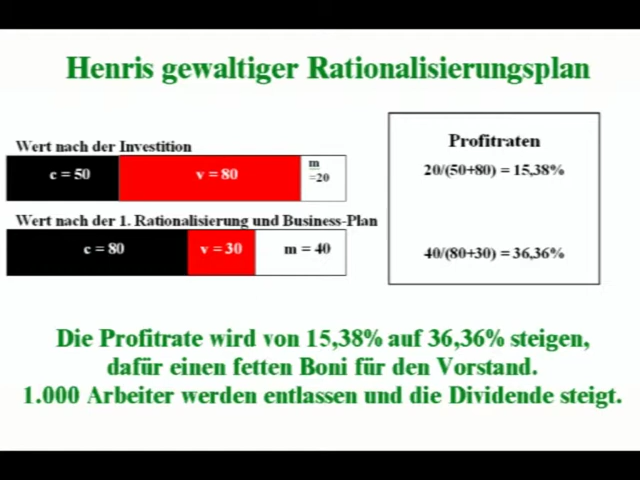 Henris gewaltiger Rationalisierungsplan
Wert nach der Investition
c = 50
v = 80
m
=20
Wert nach der 1. Rationalisierung und Business-Plan
c = 80
v = 30
m = 40
Profitraten
20/(50+80) = 15,38%
40/(80+30) = 36,36%
Die Profitrate wird von 15,38% auf 36,36% steigen,
dafür einen fetten Boni für den Vorstand.
1.000 Arbeiter werden entlassen und die Dividende steigt.